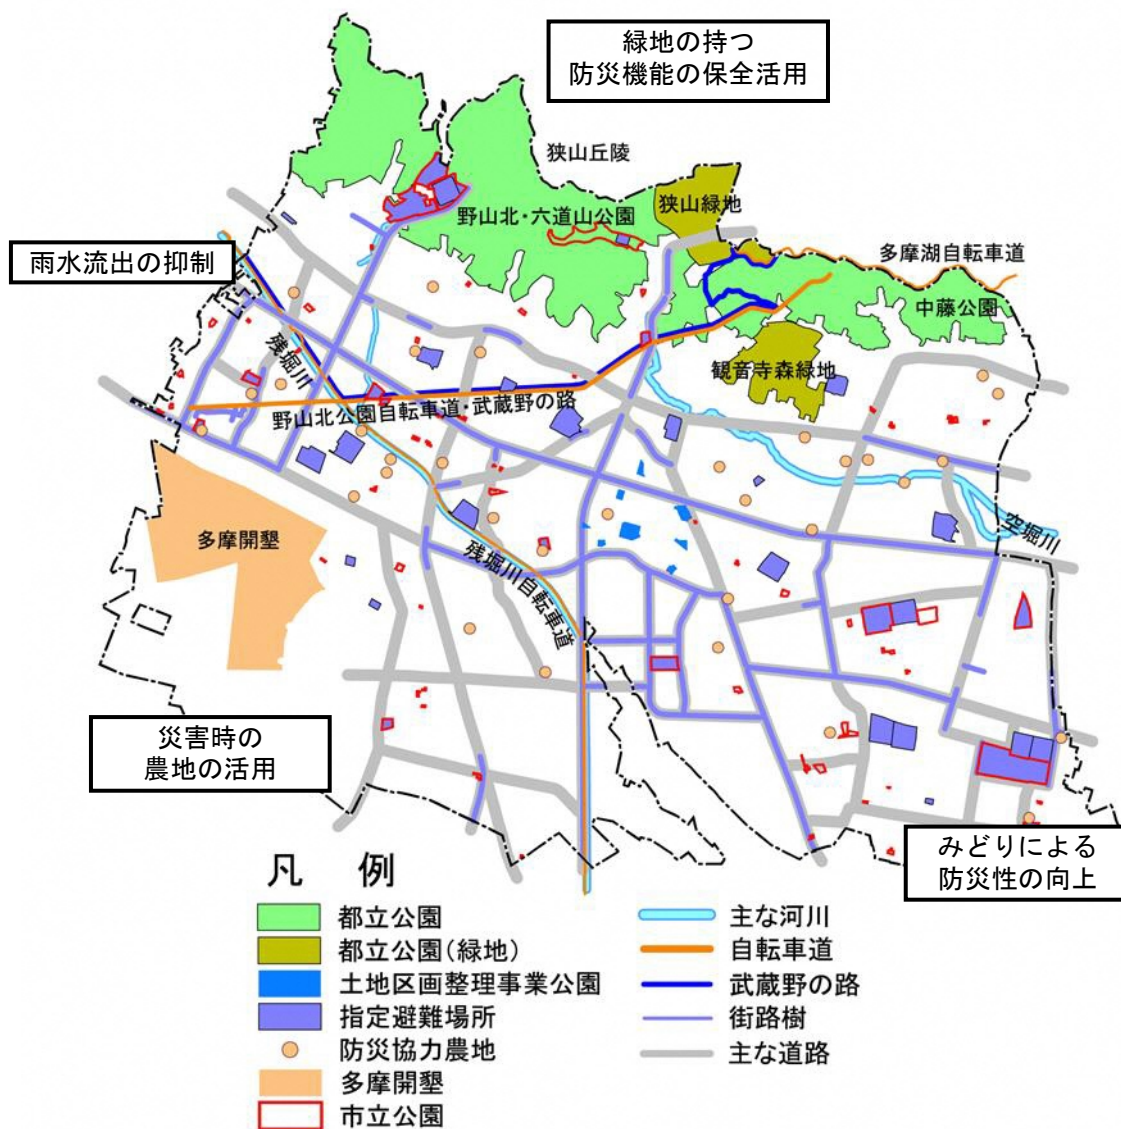 緑地の持つ
防災機能の保全活用
狭山丘陵
狭山緑地
野山北・六道山公園
多摩湖自転車道
雨水流出の抑制
中藤公園
残堀川
観音寺森緑地
野山北公園自転車道・武蔵野の路
多摩開墾
空堀川
残堀川自転車道
災害時の
農地の活用
みどりによる
防災性の向上
凡 例
都立公園
都立公園(緑地)
土地区画整理事業公園
指定避難場所
防災協力農地
多摩開墾
市立公園
主な河川
自転車道
武蔵野の路
街路樹
主な道路